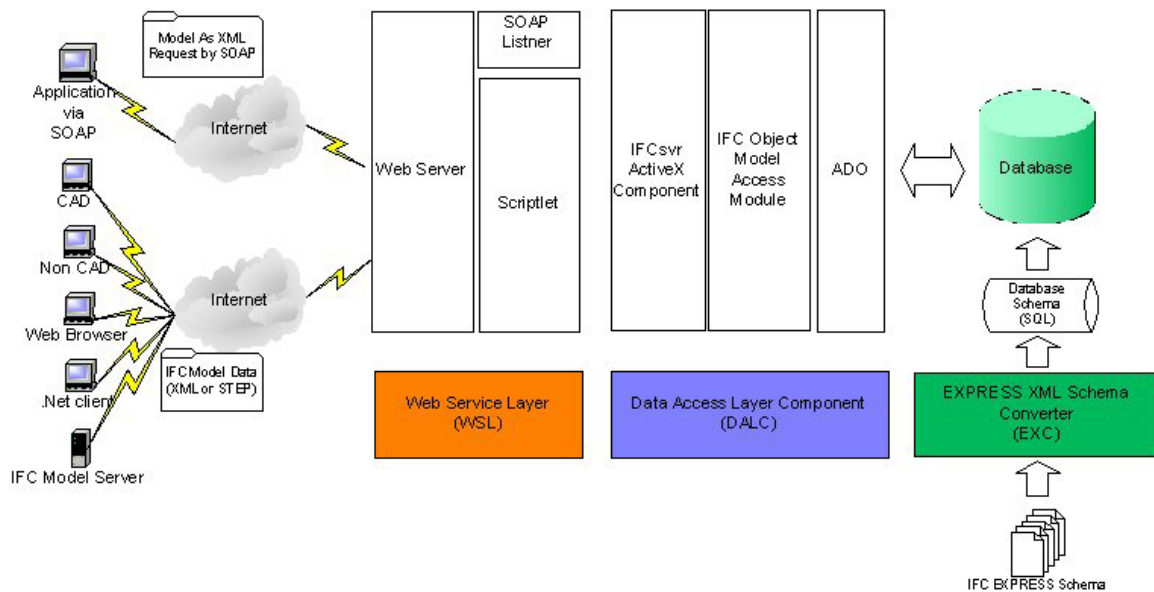 Model As XML
Request by SOAP
Application
via
SOAP
Internet
CAD
Non CAD
Web Browser
.Net client
IFC Model Server
Internet
IFC Model Data
(XML or STEP)
Web Server
SOAP
Listner
Scriptlet
IFCsvr
ActiveX
Component
IFC Object
Model
Access
Module
ADO
Database
Database
Schema
(SQL)
Web Service Layer
(WSL)
Data Access Layer Component
(DALC)
EXPRESS XML Schema
Converter
(EXC)
IFC EXPRESS Schema